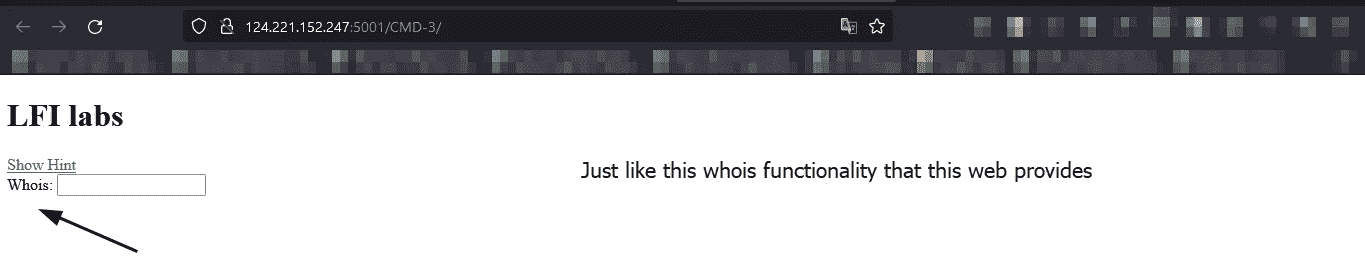 124.221.152.247:5001/CMD-3/
LFI labs
Show Hint
Whois:
Just like this whois functionality that this web provides